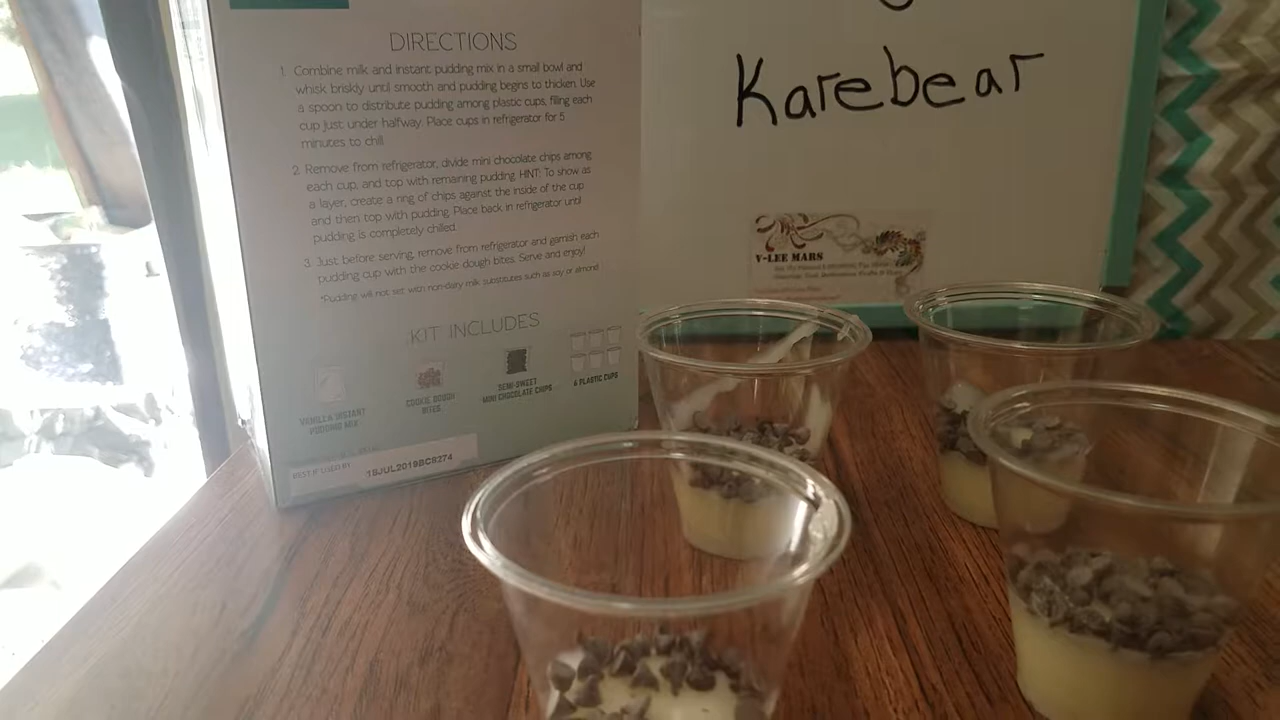 DIRECTIONS
1. Combine milk and instant pudding mix in a small bowl and
whisk briskly until smooth and pudding begins to thicken. Use
a spoon to distribute pudding among plastic cups, filling each
cup just under halfway. Place cups in refrigerator for 5
minutes to chill.
2. Remove from refrigerator, divide mini chocolate chips among
each cup, and top with remaining pudding. HINT: To show as
a layer, create a ring of chips against the inside of the cup
and then top with pudding. Place back in refrigerator until
pudding is completely chilled.
3. Just before serving, remove from refrigerator and garnish each
pudding cup with the cookie dough bites. Serve and enjoy!
*Pudding will not set with non-dairy milk substitutes such as soy or almond
KIT INCLUDES
VANILLA INSTANT
PUDDING MIX
COOKIE DOUGH
BITES
SEMI-SWEET
MINI CHOCOLATE CHIPS
6 PLASTIC CUPS
BEST IF USED BY
18JUL2019BC8274
Karebear
V-LEE MARS